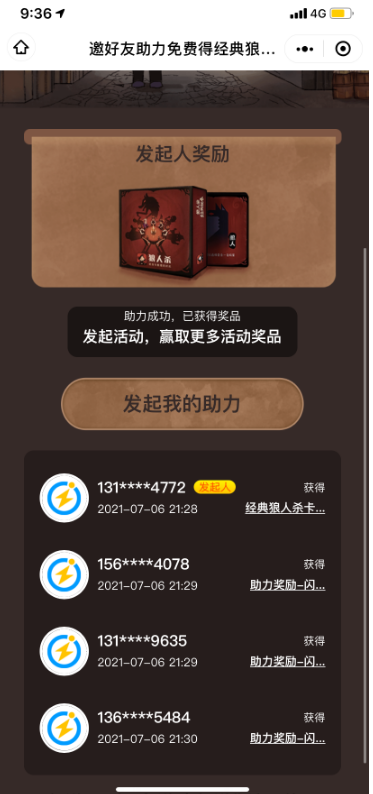 9:36
4G
邀好友助力免费得经典狼...
发起人奖励
狼人杀
狼人
助力成功，已获得奖品
发起活动，赢取更多活动奖品
发起我的助力
131****4772 发起人 获得
2021-07-06 21:28 经典狼人杀卡...
156****4078 获得
2021-07-06 21:29 助力奖励-闪...
131****9635 获得
2021-07-06 21:29 助力奖励-闪...
136****5484 获得
2021-07-06 21:30 助力奖励-闪...